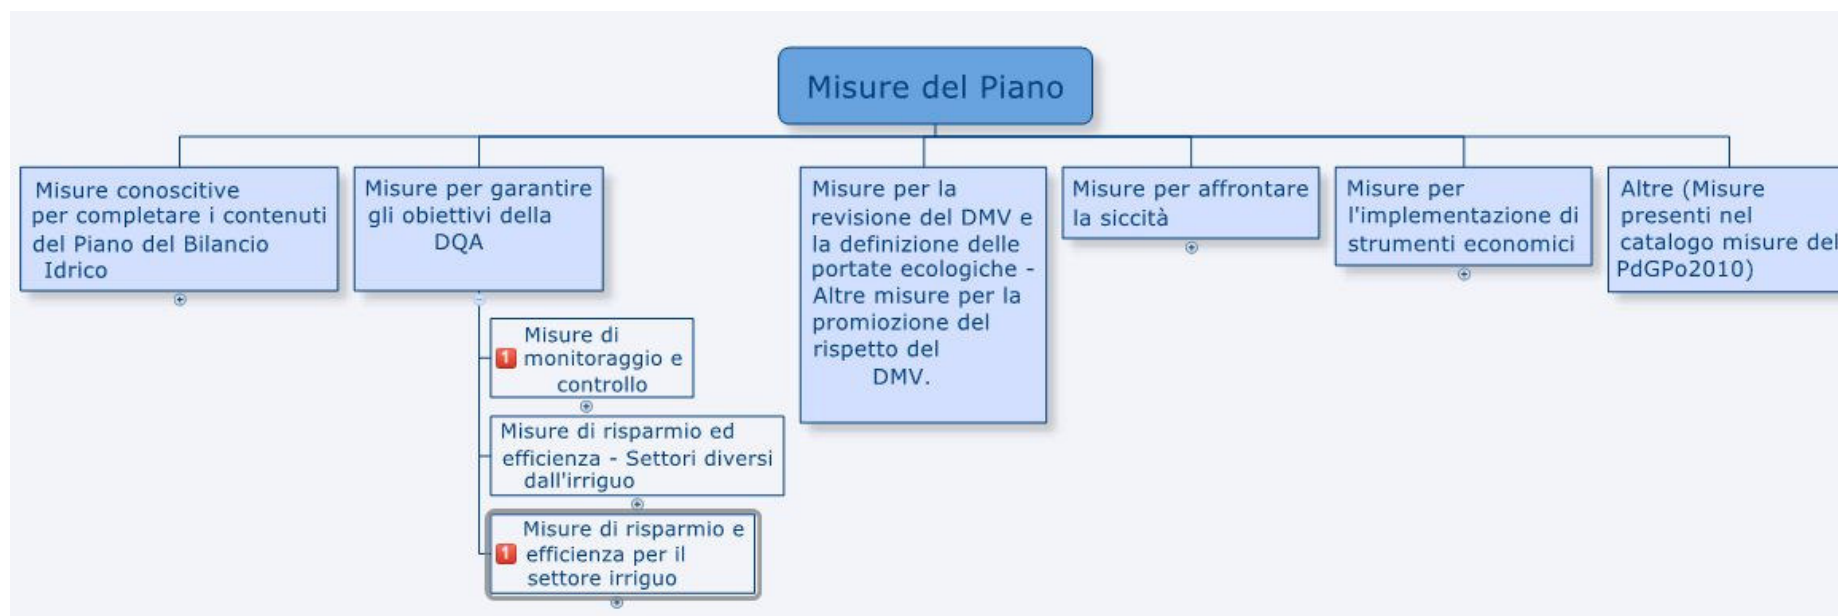 Misure del Piano
Misure conoscitive
per completare i contenuti
del Piano del Bilancio
Idrico
Misure per garantire
gli obiettivi della
DQA
1
Misure di
monitoraggio e
controllo
Misure di risparmio ed
efficienza - Settori diversi
dall'irriguo
1
Misure di risparmio e
efficienza per il
settore irriguo
Misure per la
revisione del DMV e
la definizione delle
portate ecologiche -
Altre misure per la
promiozione del
rispetto del
DMV.
Misure per affrontare
la siccità
Misure per
l'implementazione di
strumenti economici
Altre (Misure
presenti nel
catalogo misure del
PdGPo2010)